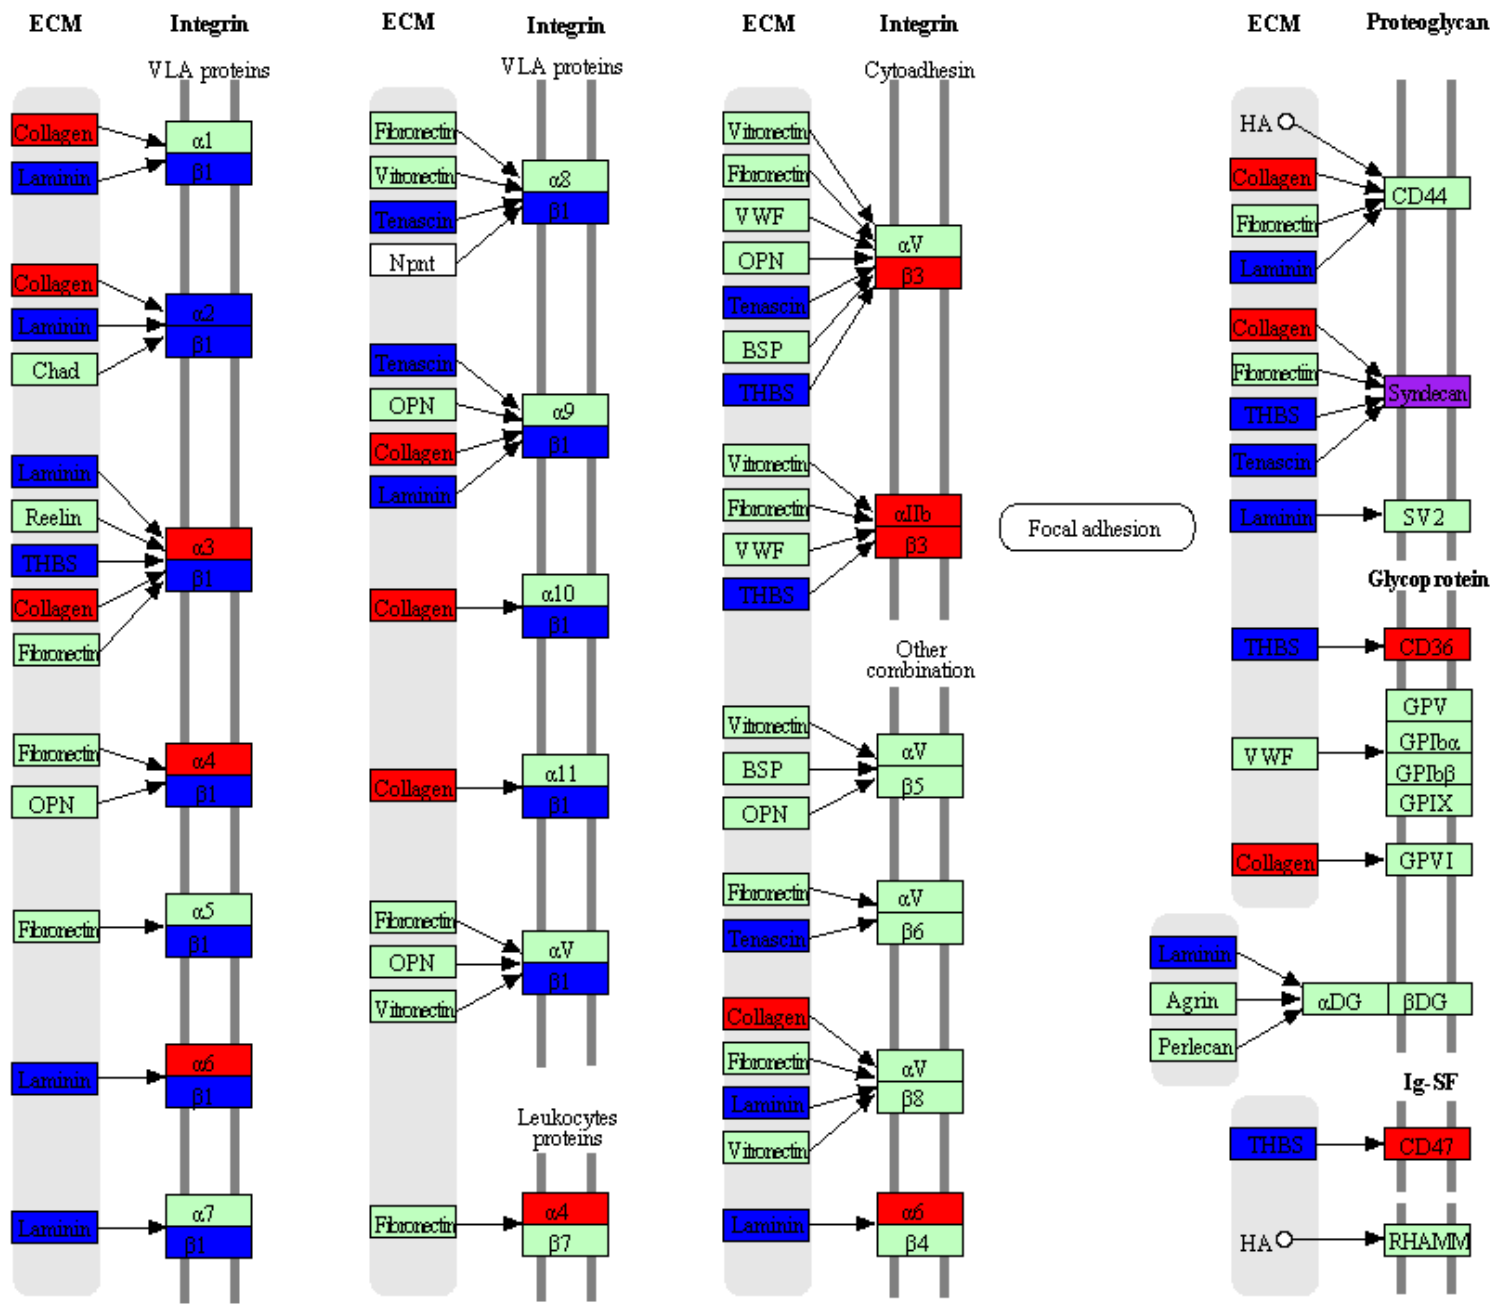 ECM Integrin
VLA proteins
Collagen
Laminin
α1
β1
Collagen
Laminin
Chad
α2
β1
Laminin
Reelin
THBS
Collagen
Fibronectin
α3
β1
Fibronectin
OPN
α4
β1
Fibronectin
α5
β1
Laminin
α6
β1
Laminin
α7
β1
ECM Integrin
VLA proteins
Fibronectin
Vitronectin
Tenascin
Npnt
α8
β1
Tenascin
OPN
Collagen
Laminin
α9
β1
Collagen
α10
β1
Collagen
α11
β1
Fibronectin
OPN
Vitronectin
αV
β1
Leukocytes
proteins
Fibronectin
α4
β7
ECM Integrin
Cytoadhesin
Vitronectin
Fibronectin
VWF
OPN
Tenascin
BSP
THBS
αV
β3
Vitronectin
Fibronectin
VWF
THBS
αIIb
β3
Other
combination
Vitronectin
BSP
OPN
αV
β5
Fibronectin
Tenascin
αV
β6
Collagen
Fibronectin
Laminin
Vitronectin
αV
β8
Laminin
α6
β4
Focal adhesion
ECM Proteoglycan
HA
Collagen
Fibronectin
Laminin
CD44
Collagen
Fibronectiin
THBS
Tenascin
Syndecan
Laminin
SV2
Glycoprotein
THBS
CD36
VWF
GPV
GPIbα
GPIbβ
GPIX
Collagen
GPVI
Laminin
Agrin
Perlecan
αDG βDG
Ig-SF
THBS
CD47
HA
RHAMM